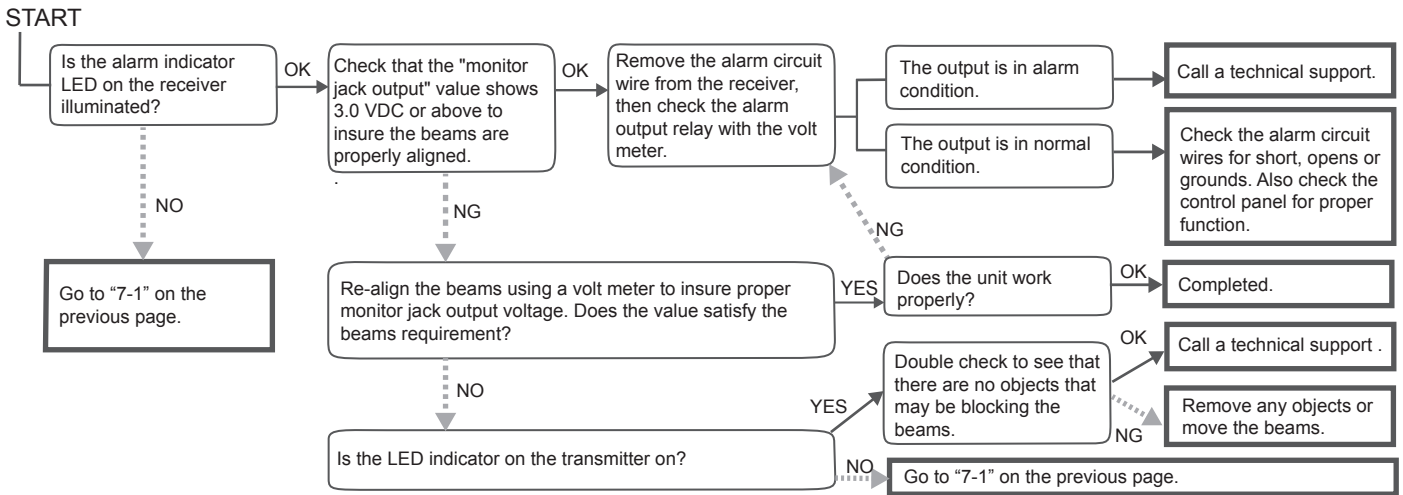 START
Is the alarm indicator
LED on the receiver
illuminated?
OK
Check that the "monitor
jack output" value shows
3.0 VDC or above to
insure the beams are
properly aligned.
.
OK
Remove the alarm circuit
wire from the receiver,
then check the alarm
output relay with the volt
meter.
The output is in alarm
condition.
Call a technical support.
The output is in normal
condition.
Check the alarm circuit
wires for short, opens or
grounds. Also check the
control panel for proper
function.
NO
NG
NG
Go to “7-1” on the
previous page.
Re-align the beams using a volt meter to insure proper
monitor jack output voltage. Does the value satisfy the
beams requirement?
YES
Does the unit work
properly?
OK
Completed.
NO
YES
Double check to see that
there are no objects that
may be blocking the
beams.
OK
Call a technical support .
NG
Remove any objects or
move the beams.
Is the LED indicator on the transmitter on?
NO
Go to “7-1” on the previous page.